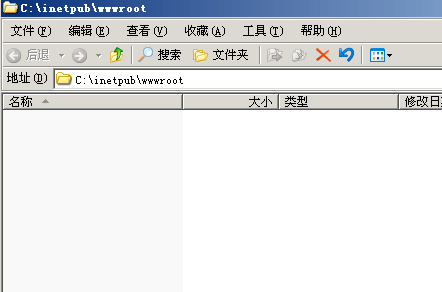 C:\inetpub\wwwroot
文件(F) 编辑(E) 查看(V) 收藏(A) 工具(T) 帮助(H)
后退 搜索 文件夹
地址(D) C:\inetpub\wwwroot
名称 大小 类型 修改日